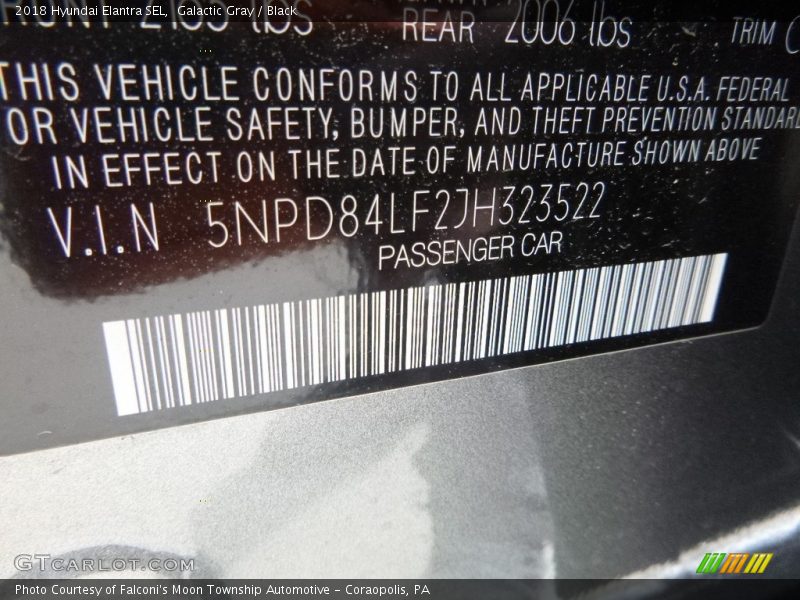 2018 Hyundai Elantra SEL, Galactic Gray / Black
REAR 2006 lbs TRIM
THIS VEHICLE CONFORMS TO ALL APPLICABLE U.S.A. FEDERAL
OR VEHICLE SAFETY, BUMPER, AND THEFT PREVENTION STANDARD
IN EFFECT ON THE DATE OF MANUFACTURE SHOWN ABOVE
V.I.N 5NPD84LF2JH323522
PASSENGER CAR
GTCARLOT.COM
Photo Courtesy of Falconi's Moon Township Automotive - Coraopolis, PA